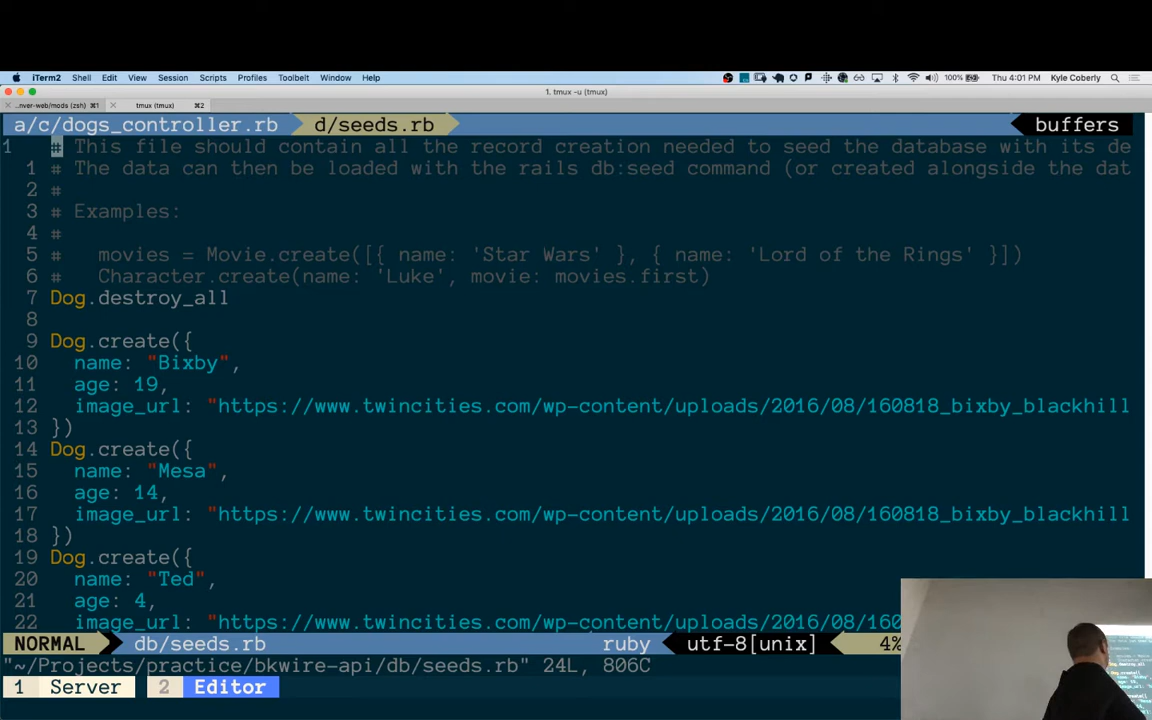 iTerm2 Shell Edit View Session Scripts Profiles Toolbelt Window Help 100% Thu 4:01 PM Kyle Coberly
1. tmux -u (tmux)
...nver-web/mods (zsh) ⌘1 tmux (tmux) ⌘2
a/c/dogs_controller.rb d/seeds.rb buffers
1 # This file should contain all the record creation needed to seed the database with its de
1 # The data can then be loaded with the rails db:seed command (or created alongside the dat
2 #
3 # Examples:
4 #
5 #   movies = Movie.create([{ name: 'Star Wars' }, { name: 'Lord of the Rings' }])
6 #   Character.create(name: 'Luke', movie: movies.first)
7 Dog.destroy_all
8
9 Dog.create({
10   name: "Bixby",
11   age: 19,
12   image_url: "https://www.twincities.com/wp-content/uploads/2016/08/160818_bixby_blackhill
13 })
14 Dog.create({
15   name: "Mesa",
16   age: 14,
17   image_url: "https://www.twincities.com/wp-content/uploads/2016/08/160818_bixby_blackhill
18 })
19 Dog.create({
20   name: "Ted",
21   age: 4,
22   image_url: "https://www.twincities.com/wp-content/uploads/2016/08/160
NORMAL db/seeds.rb ruby utf-8[unix] 4%
"~/Projects/practice/bkwire-api/db/seeds.rb" 24L, 806C
1 Server 2 Editor